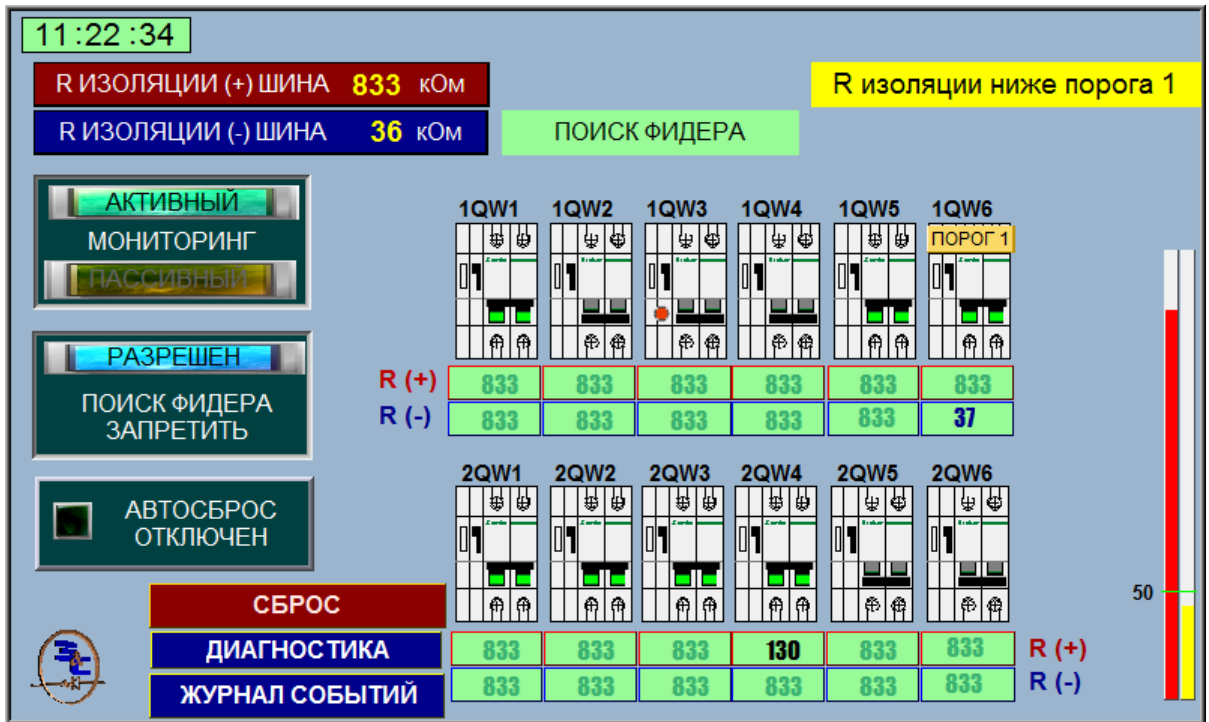 11:22:34
R ИЗОЛЯЦИИ (+) ШИНА 833 кОм
R изоляции ниже порога 1
R ИЗОЛЯЦИИ (-) ШИНА 36 кОм
ПОИСК ФИДЕРА
АКТИВНЫЙ
МОНИТОРИНГ
ПАССИВНЫЙ
РАЗРЕШЕН
ПОИСК ФИДЕРА
ЗАПРЕТИТЬ
АВТОСБРОС
ОТКЛЮЧЕН
1QW1 1QW2 1QW3 1QW4 1QW5 1QW6
ПОРОГ 1
R (+) 833 833 833 833 833 833
R (-) 833 833 833 833 833 37
2QW1 2QW2 2QW3 2QW4 2QW5 2QW6
50
СБРОС
ДИАГНОСТИКА
833 833 833 130 833 833 R (+)
ЖУРНАЛ СОБЫТИЙ
833 833 833 833 833 833 R (-)